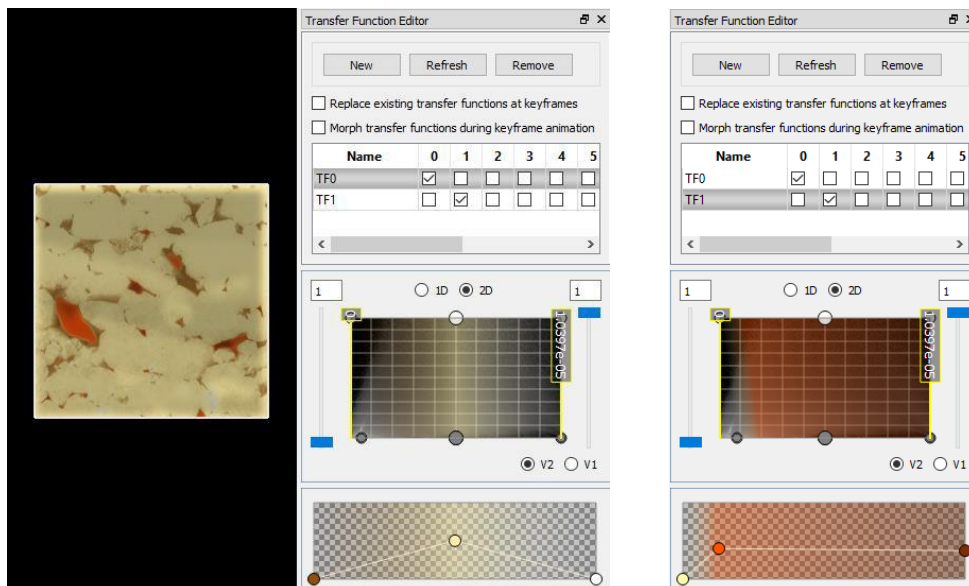 Transfer Function Editor
New Refresh Remove
Replace existing transfer functions at keyframes
Morph transfer functions during keyframe animation
Name 0 1 2 3 4 5
TF0
TF1
1 1D 2D 1
0 1.0397e-05
V2 V1
Transfer Function Editor
New Refresh Remove
Replace existing transfer functions at keyframes
Morph transfer functions during keyframe animation
Name 0 1 2 3 4 5
TF0
TF1
1 1D 2D 1
0 1.0397e-05
V2 V1